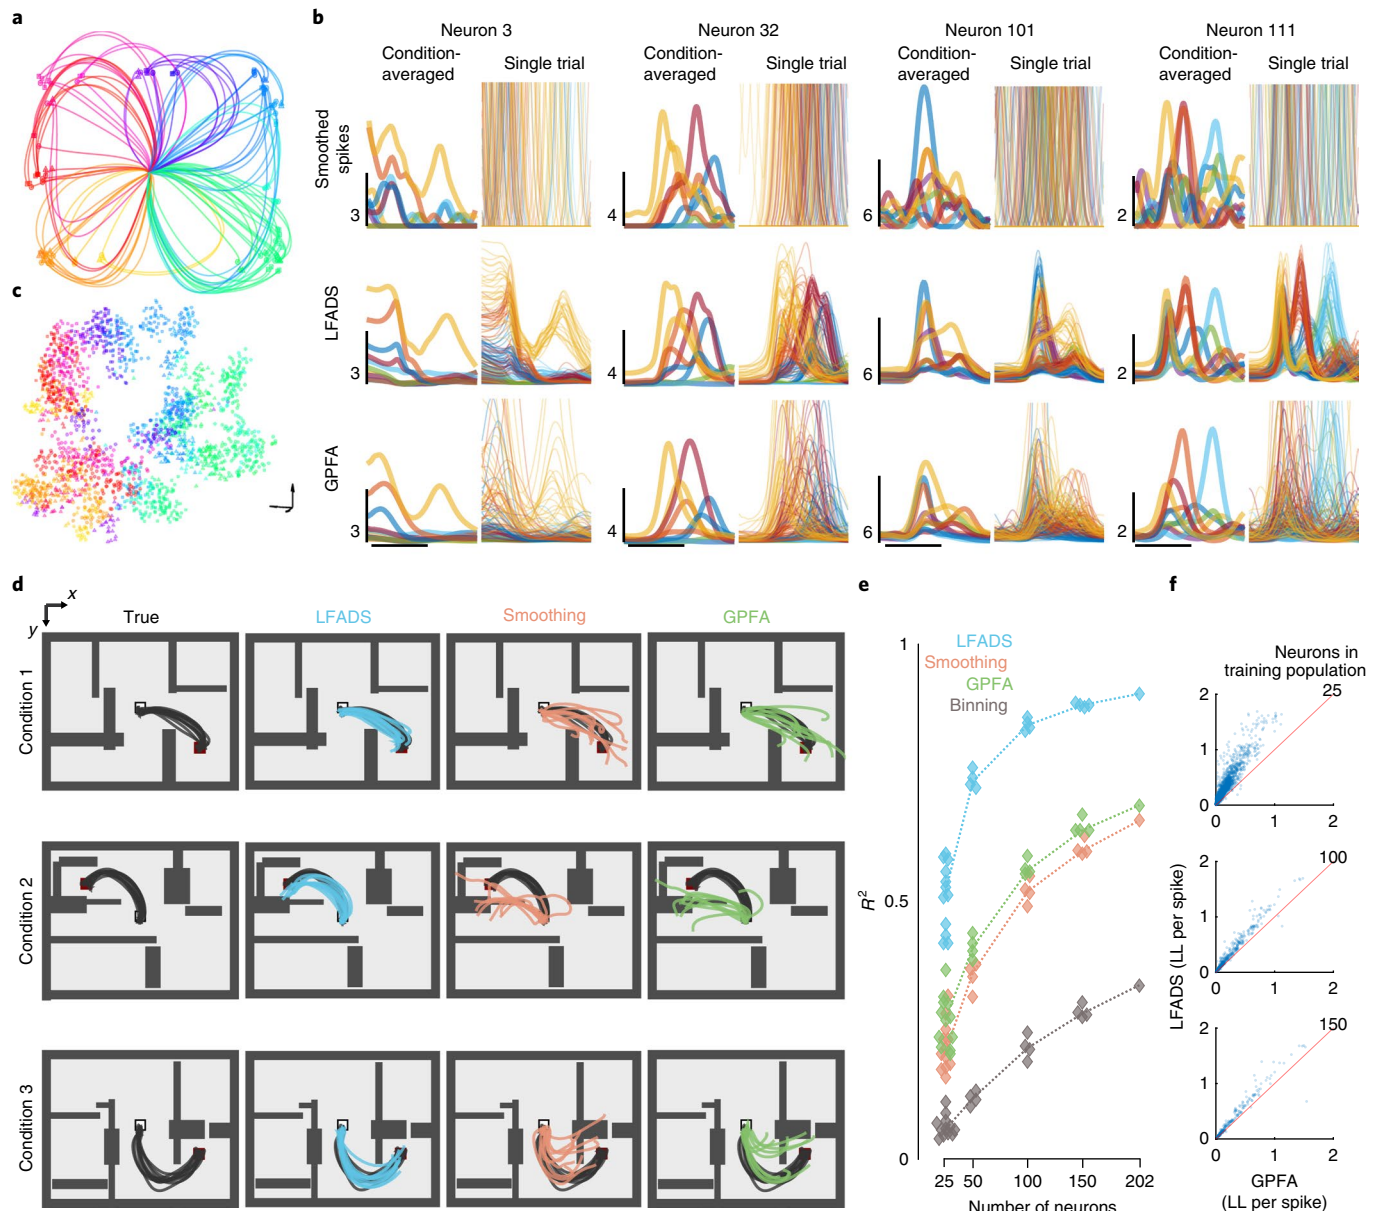 a
b
Neuron 3
Neuron 32
Neuron 101
Neuron 111
Condition-
averaged
Single trial
Condition-
averaged
Single trial
Condition-
averaged
Single trial
Condition-
averaged
Single trial
Smoothed
spikes
3
4
6
2
c
LFADS
3
4
6
2
GPFA
3
4
6
2
d
x
y
True
LFADS
Smoothing
GPFA
Condition 1
Condition 2
Condition 3
e
LFADS
Smoothing
GPFA
Binning
1
0.5
0
R²
25
50
100
150
202
Number of neurons
f
Neurons in
training population
25
2
1
0
0
1
2
100
2
1
0
0
1
2
150
2
1
0
0
1
2
LFADS (LL per spike)
GPFA
(LL per spike)